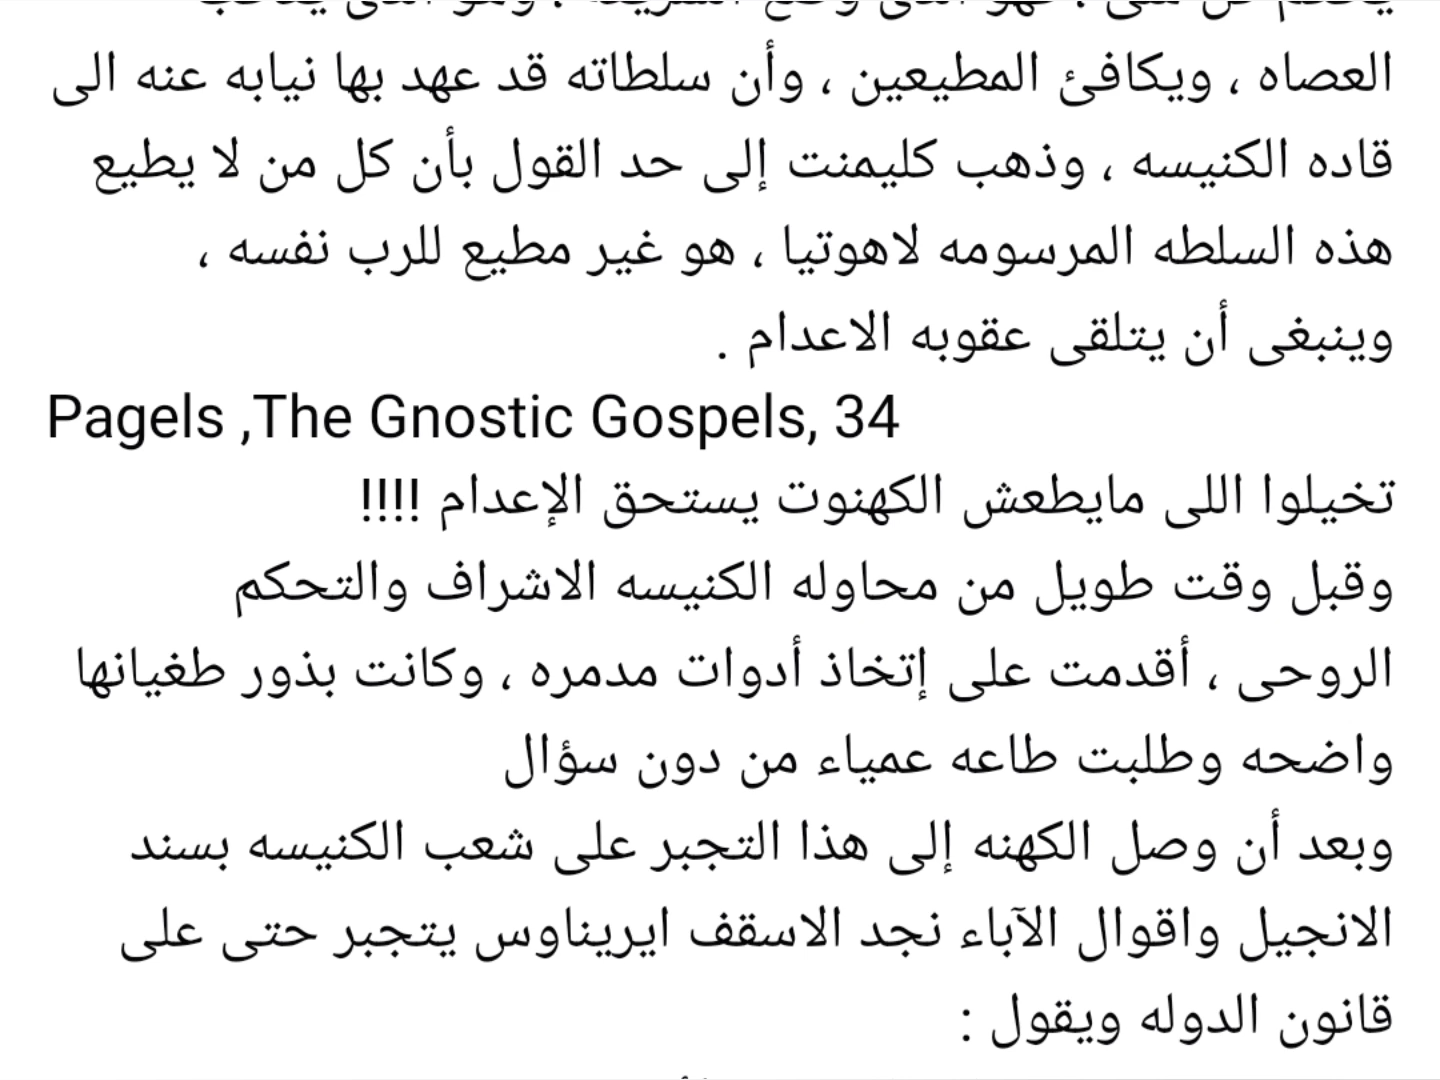 العصاه ، ويكافئ المطيعين ، وأن سلطاته قد عهد بها نيابه عنه الى
قاده الكنيسه ، وذهب كليمنت إلى حد القول بأن كل من لا يطيع
هذه السلطه المرسومه لاهوتيا ، هو غير مطيع للرب نفسه ،
وينبغى أن يتلقى عقوبه الاعدام .
Pagels ,The Gnostic Gospels, 34
تخيلوا اللى مايطعش الكهنوت يستحق الإعدام !!!!
وقبل وقت طويل من محاوله الكنيسه الاشراف والتحكم
الروحى ، أقدمت على إتخاذ أدوات مدمره ، وكانت بذور طغيانها
واضحه وطلبت طاعه عمياء من دون سؤال
وبعد أن وصل الكهنه إلى هذا التجبر على شعب الكنيسه بسند
الانجيل واقوال الآباء نجد الاسقف ايريناوس يتجبر حتى على
قانون الدوله ويقول :